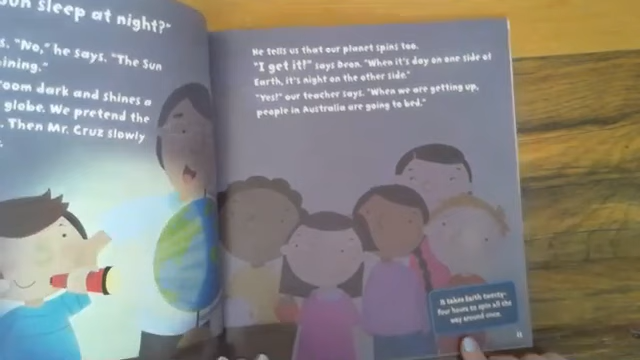 sleep at night?"
"No," he says. "The Sun
ining."
room dark and shines a
globe. We pretend the
. Then Mr. Cruz slowly
He tells us that our planet spins too.
"I get it!" says Deon. "When it's day on one side of
Earth, it's night on the other side."
"Yes!" our teacher says. "When we are getting up,
people in Australia are going to bed."
It takes Earth twenty-
four hours to spin all the
way around once.